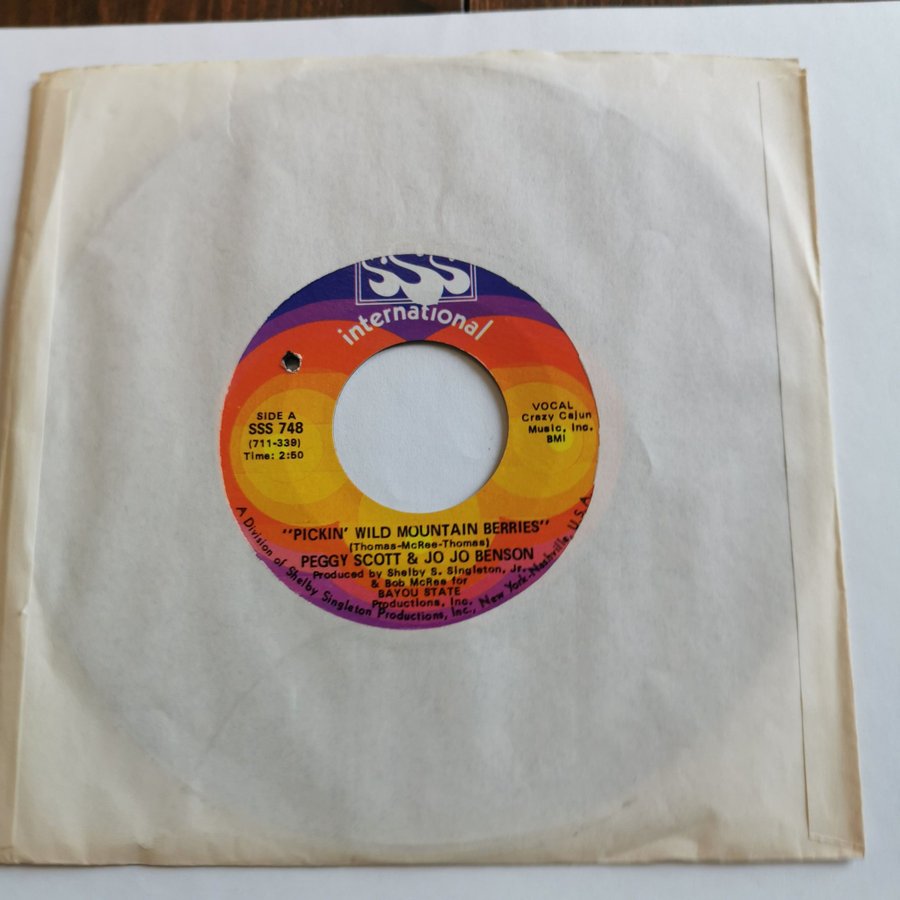 SSS
international
SIDE A
SSS 748
(711-339)
Time: 2:50
VOCAL
Crazy Cajun
Music, Inc.
BMI
"PICKIN' WILD MOUNTAIN BERRIES"
(Thomas-McRee-Thomas)
PEGGY SCOTT & JO JO BENSON
Produced by Shelby S. Singleton, Jr.
& Bob McRee for
BAYOU STATE
Productions, Inc.
A Division of Shelby Singleton Productions, Inc., New York-Nashville, U.S.A